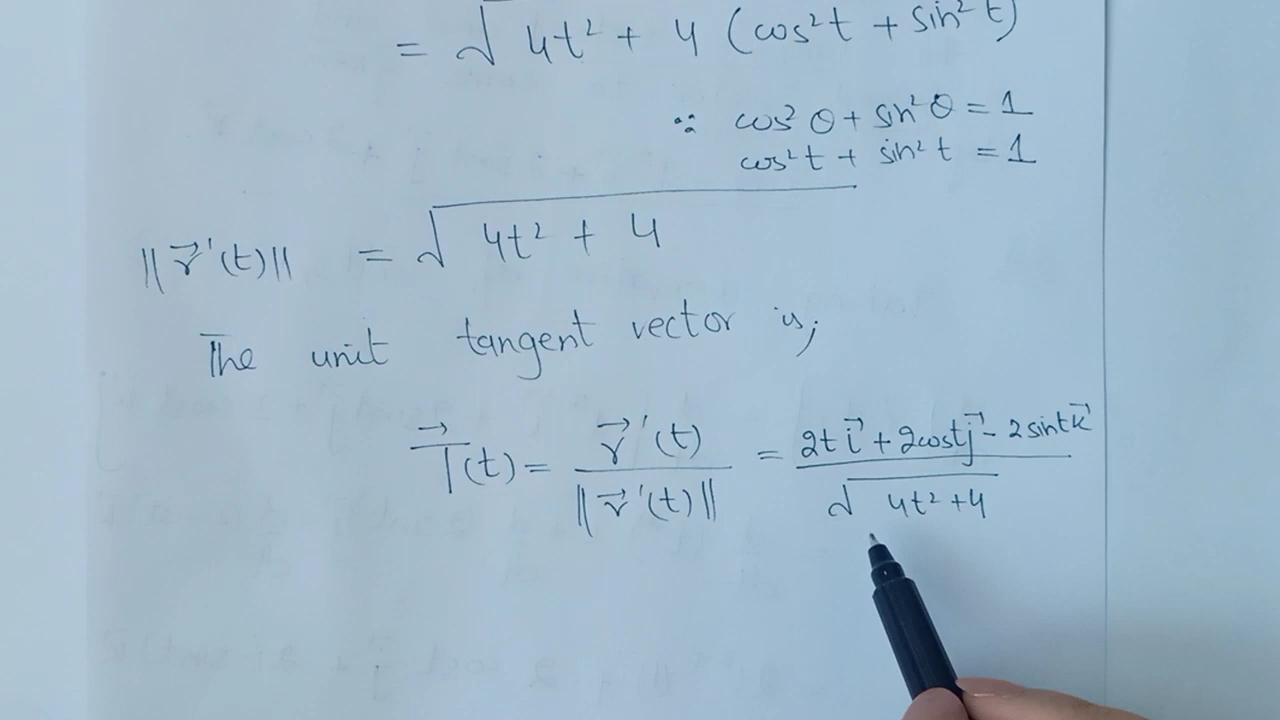 = √4t² + 4 (cos²t + sin²t)
∵ cos²θ + sin²θ = 1
cos²t + sin²t = 1
||r⃗'(t)|| = √4t² + 4
The unit tangent vector is;
T⃗(t) = r⃗'(t) / ||r⃗'(t)|| = 2t i⃗ + 2cost j⃗ - 2sint k⃗ / √4t² + 4